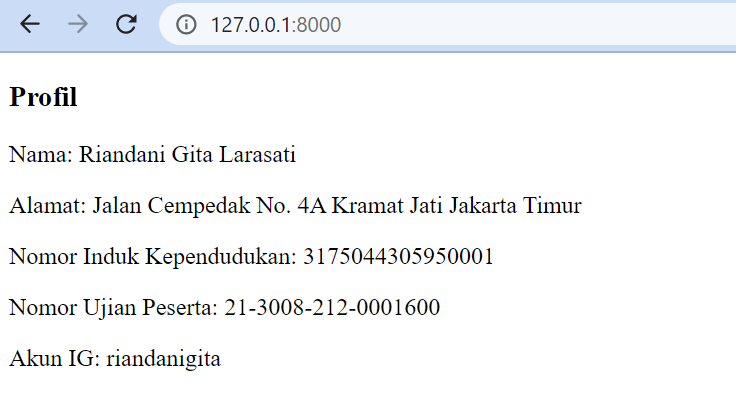 127.0.0.1:8000
Profil
Nama: Riandani Gita Larasati
Alamat: Jalan Cempedak No. 4A Kramat Jati Jakarta Timur
Nomor Induk Kependudukan: 3175044305950001
Nomor Ujian Peserta: 21-3008-212-0001600
Akun IG: riandanigita